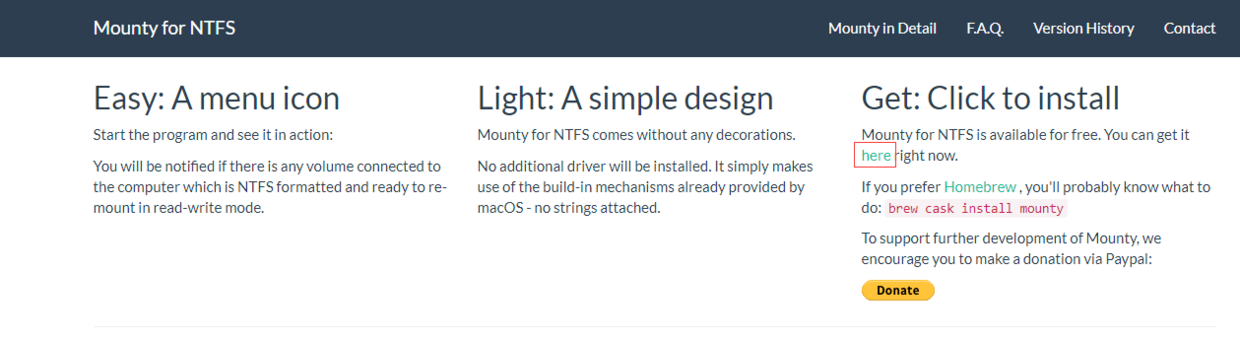 Mounty for NTFS
Mounty in Detail
F.A.Q.
Version History
Contact
Easy: A menu icon
Start the program and see it in action:
You will be notified if there is any volume connected to
the computer which is NTFS formatted and ready to re-
mount in read-write mode.
Light: A simple design
Mounty for NTFS comes without any decorations.
No additional driver will be installed. It simply makes
use of the build-in mechanisms already provided by
macOS - no strings attached.
Get: Click to install
Mounty for NTFS is available for free. You can get it
here right now.
If you prefer Homebrew , you'll probably know what to
do: brew cask install mounty
To support further development of Mounty, we
encourage you to make a donation via Paypal:
Donate